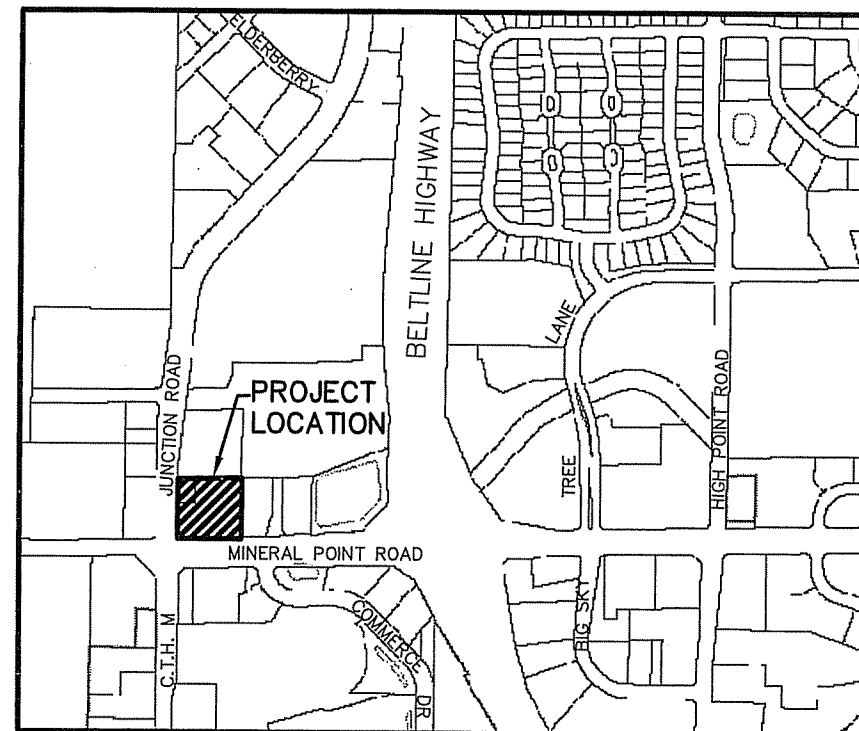 ELDERBERRY
BELTLINE HIGHWAY
LANE
JUNCTION ROAD
PROJECT
LOCATION
HIGH POINT ROAD
TREE
MINERAL POINT ROAD
C.T.H. M
COMMERCE
DR
BIG SKY